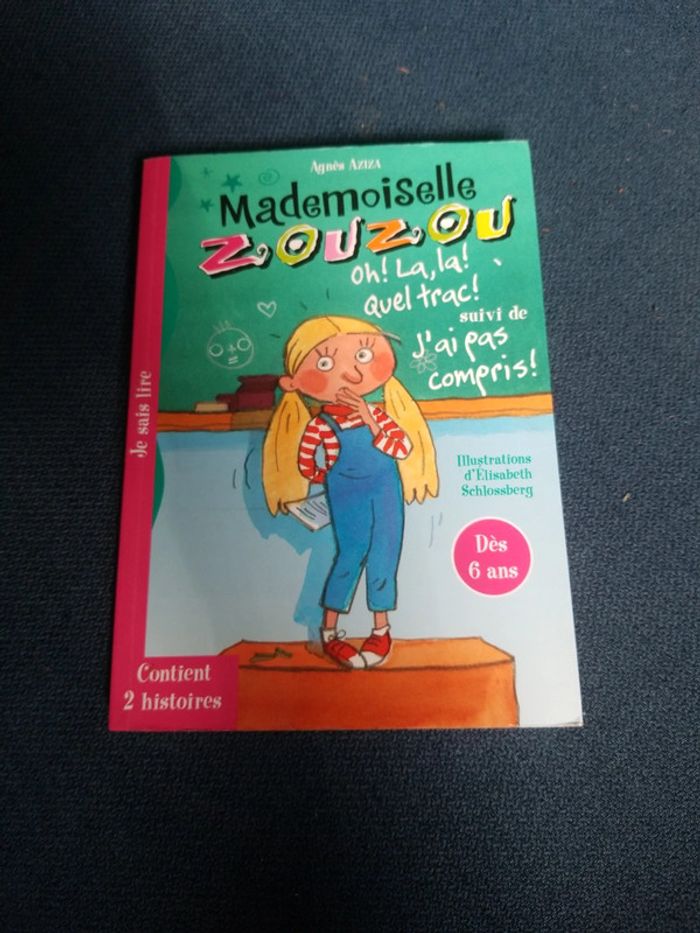 Agnès AZIZA
Mademoiselle
ZOUZOU
Oh! La, la!
Quel trac!
suivi de
J'ai pas
compris!
Je sais lire
Illustrations
d'Élisabeth
Schlossberg
Dès
6 ans
Contient
2 histoires